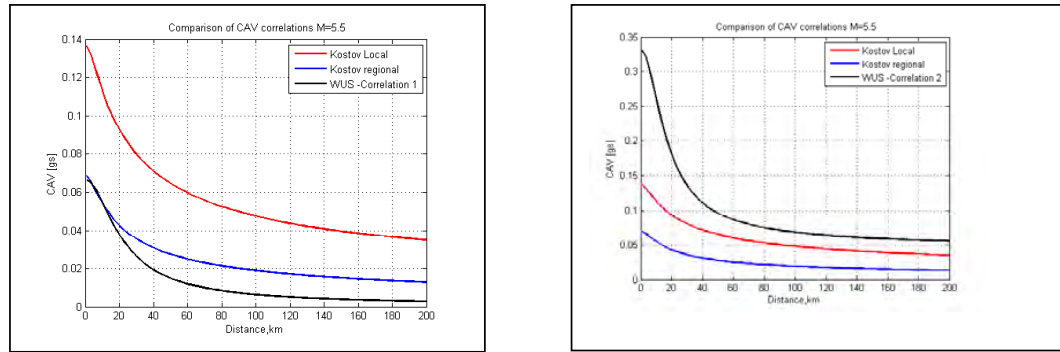 Comparison of CAV correlations M=5.5
0.14
0.12
0.1
0.08
0.06
0.04
0.02
0
CAV [gs]
Kostov Local
Kostov regional
WUS -Correlation 1
0 20 40 60 80 100 120 140 160 180 200
Distance,km
Comparison of CAV correlations M=5.5
0.35
0.3
0.25
0.2
0.15
0.1
0.05
0
CAV [gs]
Kostov Local
Kostov regional
WUS -Correlation 2
0 20 40 60 80 100 120 140 160 180 200
Distance,km